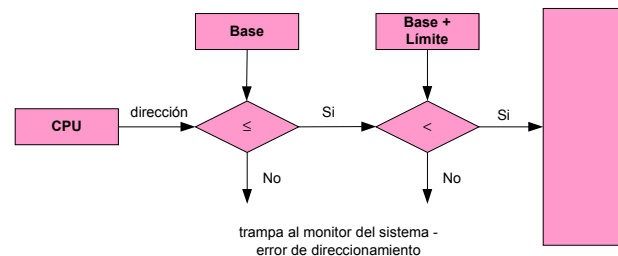 Base
Base +
Límite
dirección
CPU
≤
Si
<
Si
No
No
trampa al monitor del sistema -
error de direccionamiento